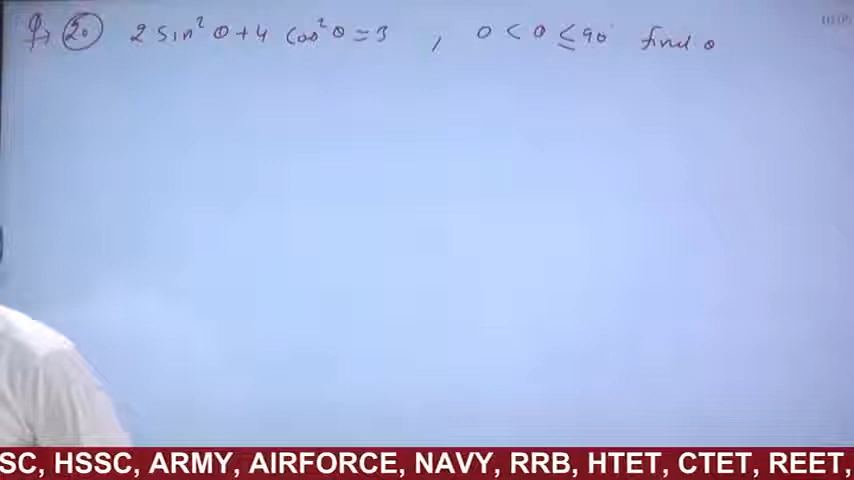 Q→ 20 2 Sin² θ + 4 Cos² θ = 3 , 0 < θ ≤ 90° find θ
SC, HSSC, ARMY, AIRFORCE, NAVY, RRB, HTET, CTET, REET,